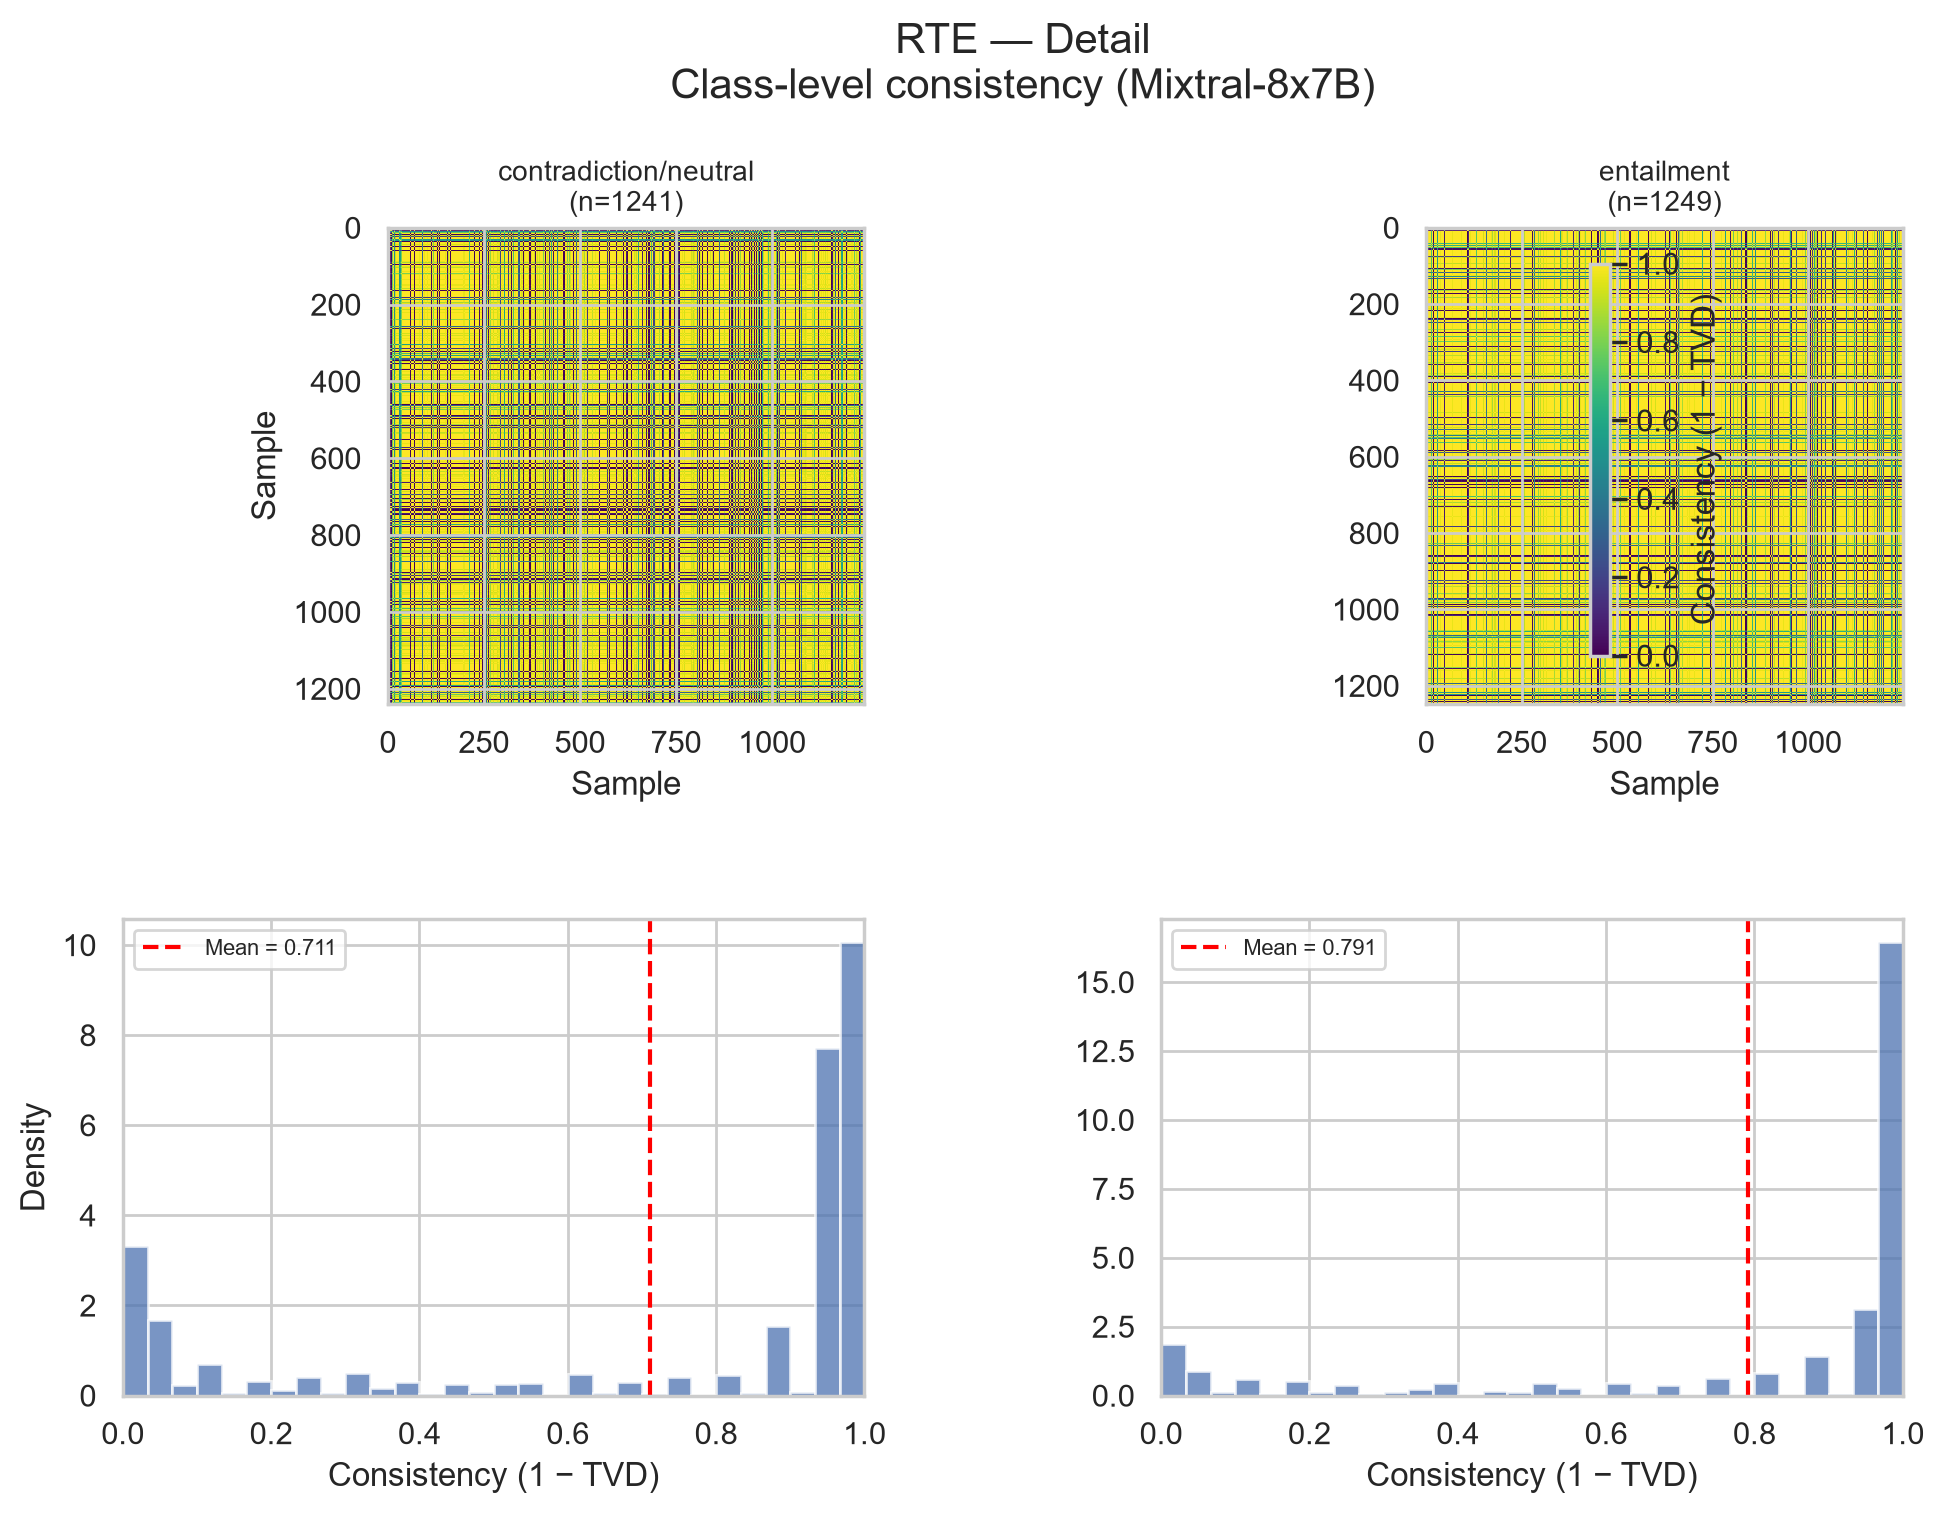 RTE — Detail
Class-level consistency (Mixtral-8x7B)
contradiction/neutral
(n=1241)
0
200
400
600
800
1000
1200
Sample
0 250 500 750 1000
Sample
entailment
(n=1249)
0
200
400
600
800
1000
1200
0 250 500 750 1000
Sample
1.0
0.8
0.6
0.4
0.2
0.0
Consistency (1 − TVD)
Mean = 0.711
10
8
6
4
2
0
Density
0.0 0.2 0.4 0.6 0.8 1.0
Consistency (1 − TVD)
Mean = 0.791
15.0
12.5
10.0
7.5
5.0
2.5
0.0
0.0 0.2 0.4 0.6 0.8 1.0
Consistency (1 − TVD)